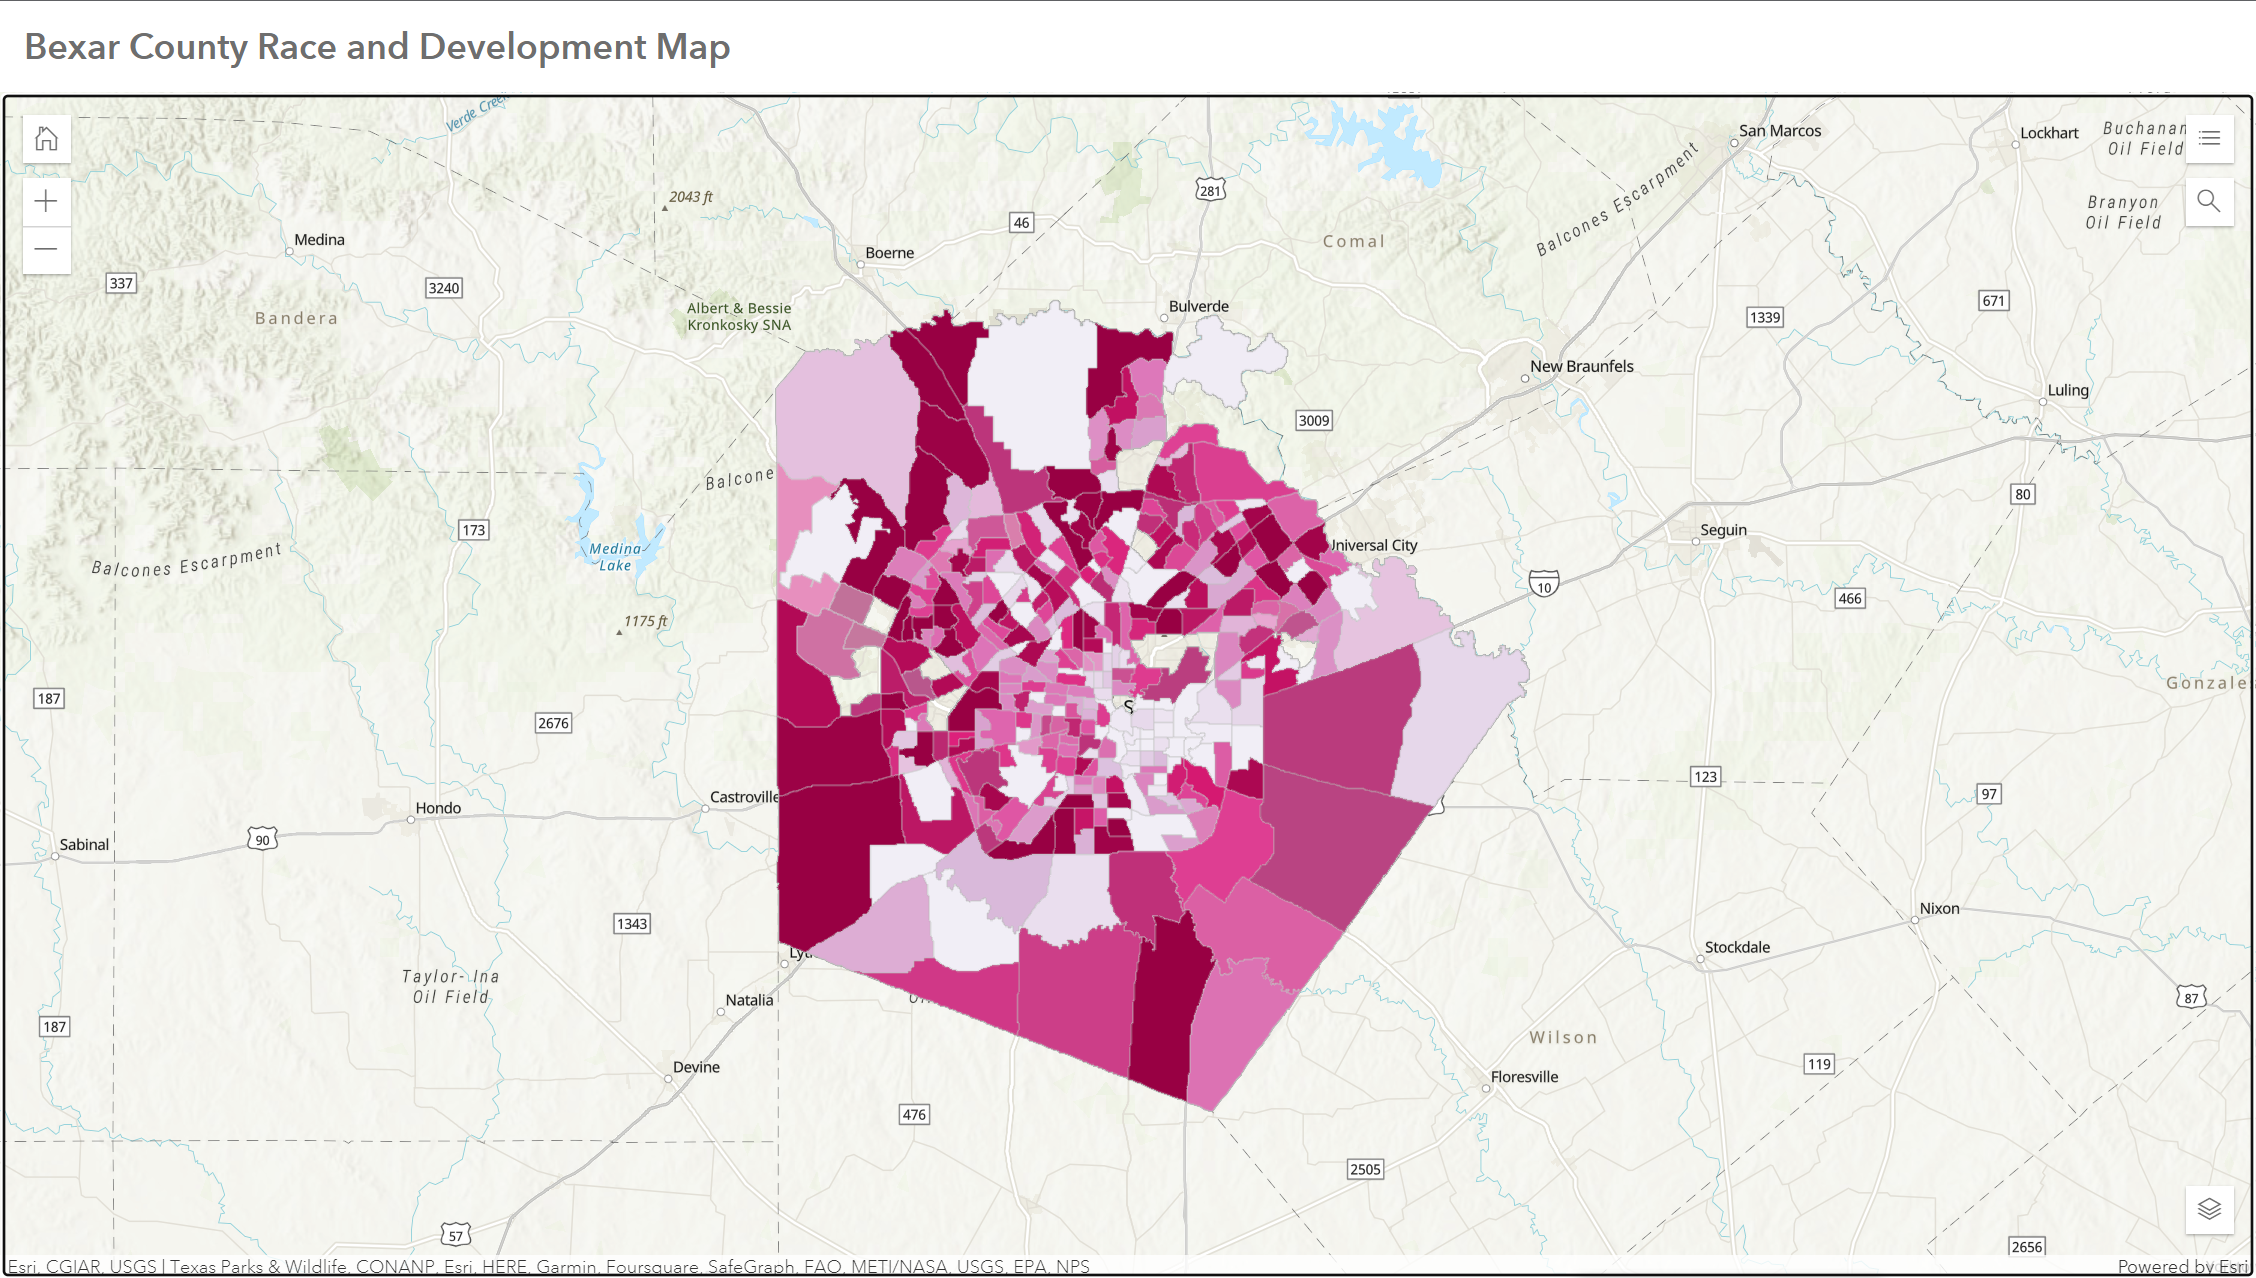 Bexar County Race and Development Map
Verde Creek
San Marcos
Lockhart
Buchanan
Oil Field
Balcones Escarpment
281
2043 ft
Branyon
Oil Field
46
Medina
Comal
Boerne
337
3240
671
Albert & Bessie
Kronkosky SNA
Bulverde
Bandera
1339
New Braunfels
Luling
3009
Balcone
80
173
Seguin
Universal City
Balcones Escarpment
Medina
Lake
10
466
1175 ft
187
Gonzale
2676
S
123
97
Castroville
Hondo
90
Sabinal
1343
Nixon
Stockdale
Lyt
Taylor- Ina
Oil Field
Natalia
87
187
Wilson
119
Devine
Floresville
476
2505
57
2656
Esri, CGIAR, USGS | Texas Parks & Wildlife, CONANP, Esri, HERE, Garmin, Foursquare, SafeGraph, FAO, METI/NASA, USGS, EPA, NPS
Powered by Esri